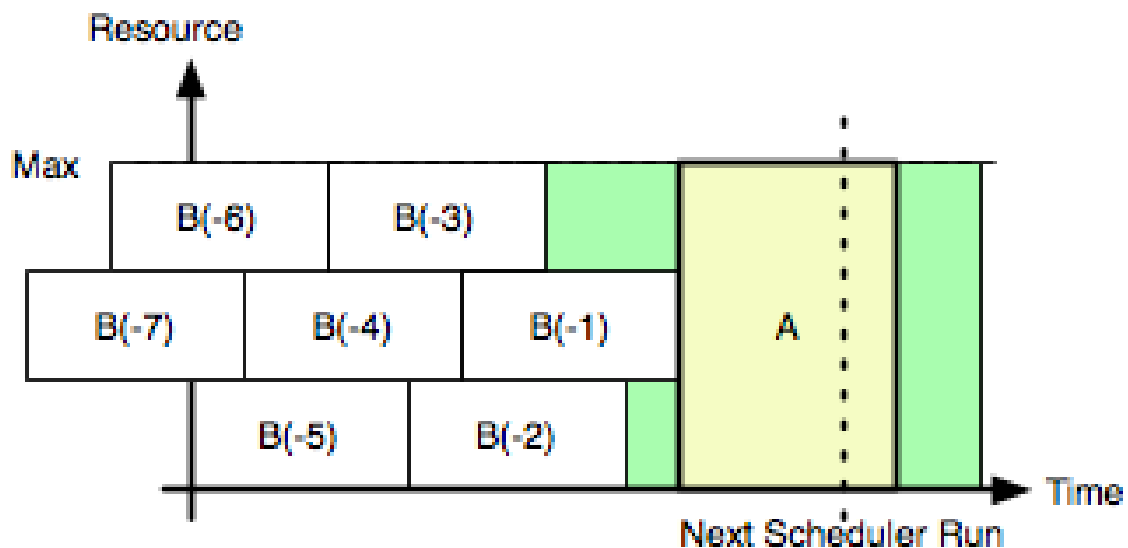 Resource
Max
B(-6)
B(-3)
B(-7)
B(-4)
B(-1)
A
B(-5)
B(-2)
Time
Next Scheduler Run